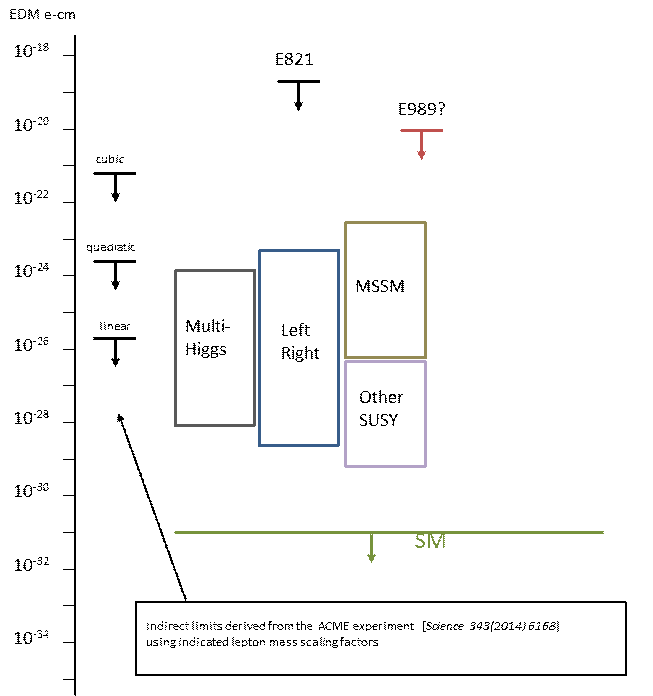 EDM e-cm
10-18
E821
10-20
E989?
cubic
10-22
quadiatic
10-24
MSSM
Multi-
Higgs
Left
Right
linear
10-26
Other
SUSY
10-28
10-30
SM
10-32
Indirect limits derived from the ACME experiment [Science 343(2014) 6168]
using indicated lepton mass scaling factors
10-34